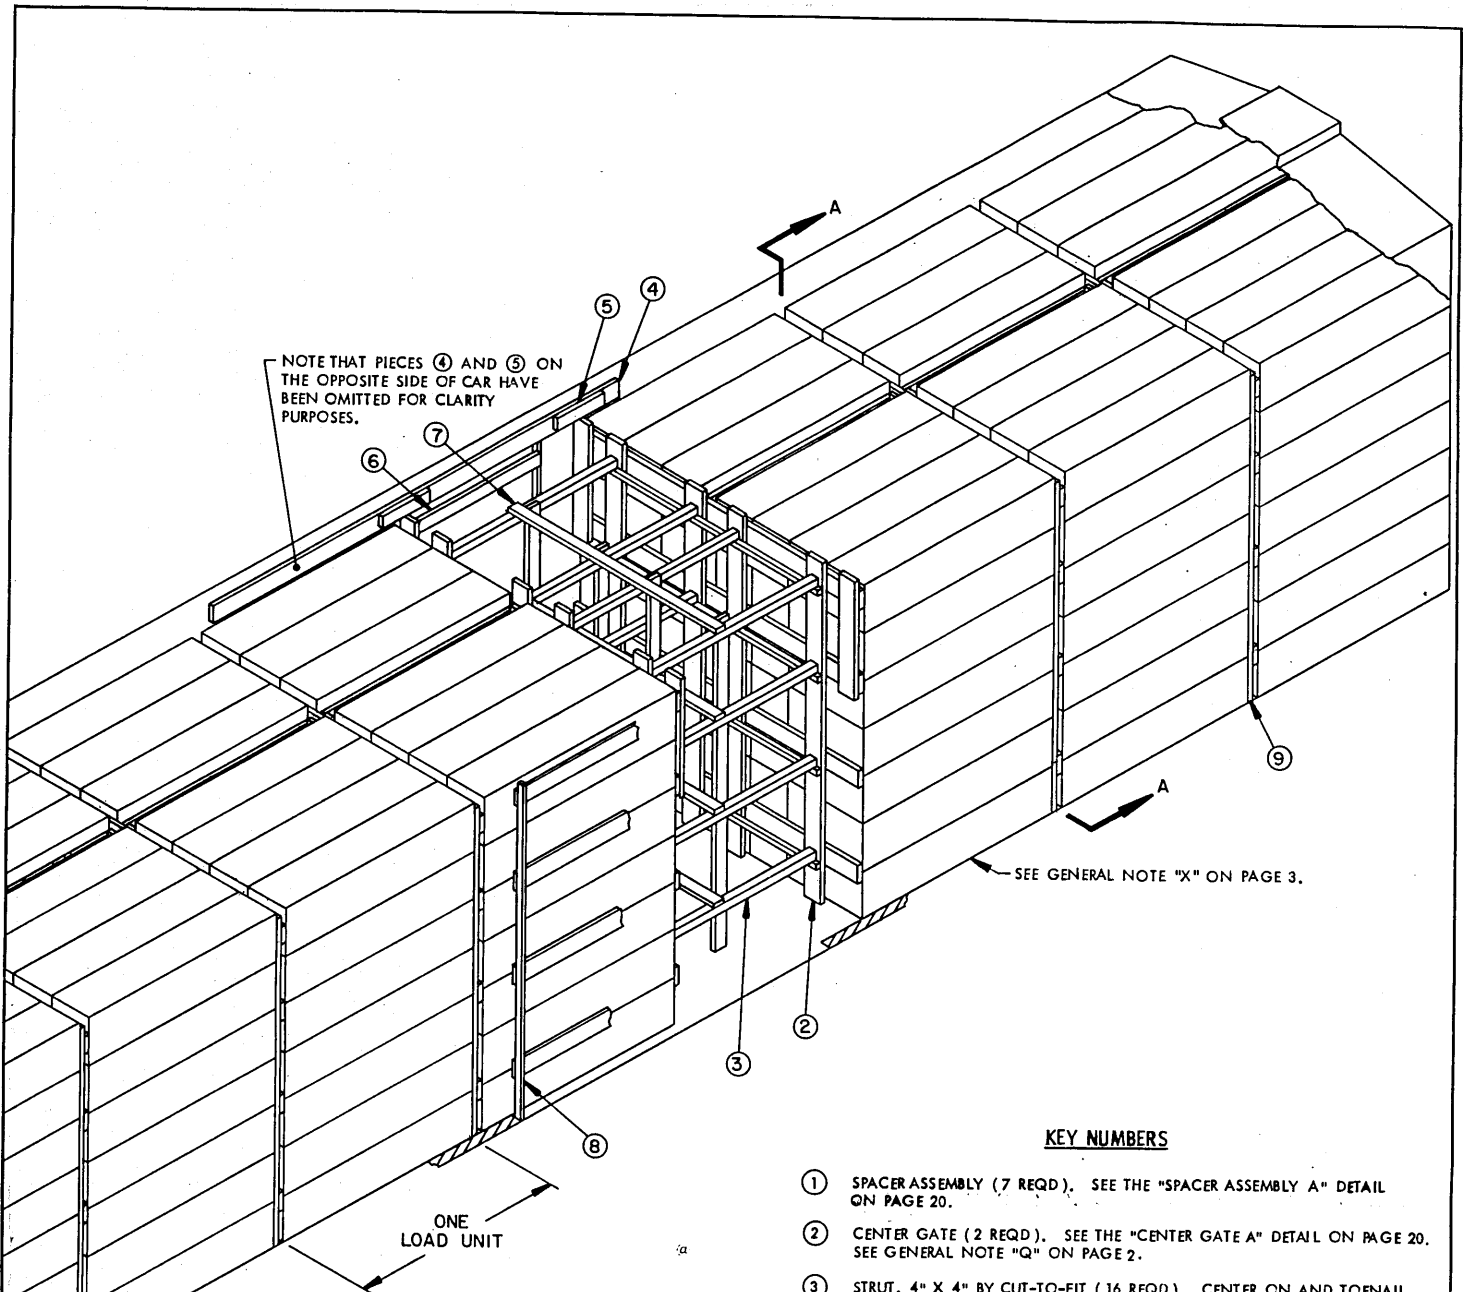 A
④
⑤
NOTE THAT PIECES ④ AND ⑤ ON
THE OPPOSITE SIDE OF CAR HAVE
BEEN OMITTED FOR CLARITY
PURPOSES.
⑦
⑥
⑨
A
SEE GENERAL NOTE "X" ON PAGE 3.
②
③
⑧
ONE
LOAD UNIT
KEY NUMBERS
① SPACER ASSEMBLY (7 REQD). SEE THE "SPACER ASSEMBLY A" DETAIL
ON PAGE 20.
② CENTER GATE (2 REQD). SEE THE "CENTER GATE A" DETAIL ON PAGE 20.
SEE GENERAL NOTE "Q" ON PAGE 2.
③ STRUT, 4" X 4" BY CUT-TO-FIT (16 REQD). CENTER ON AND TOENAIL